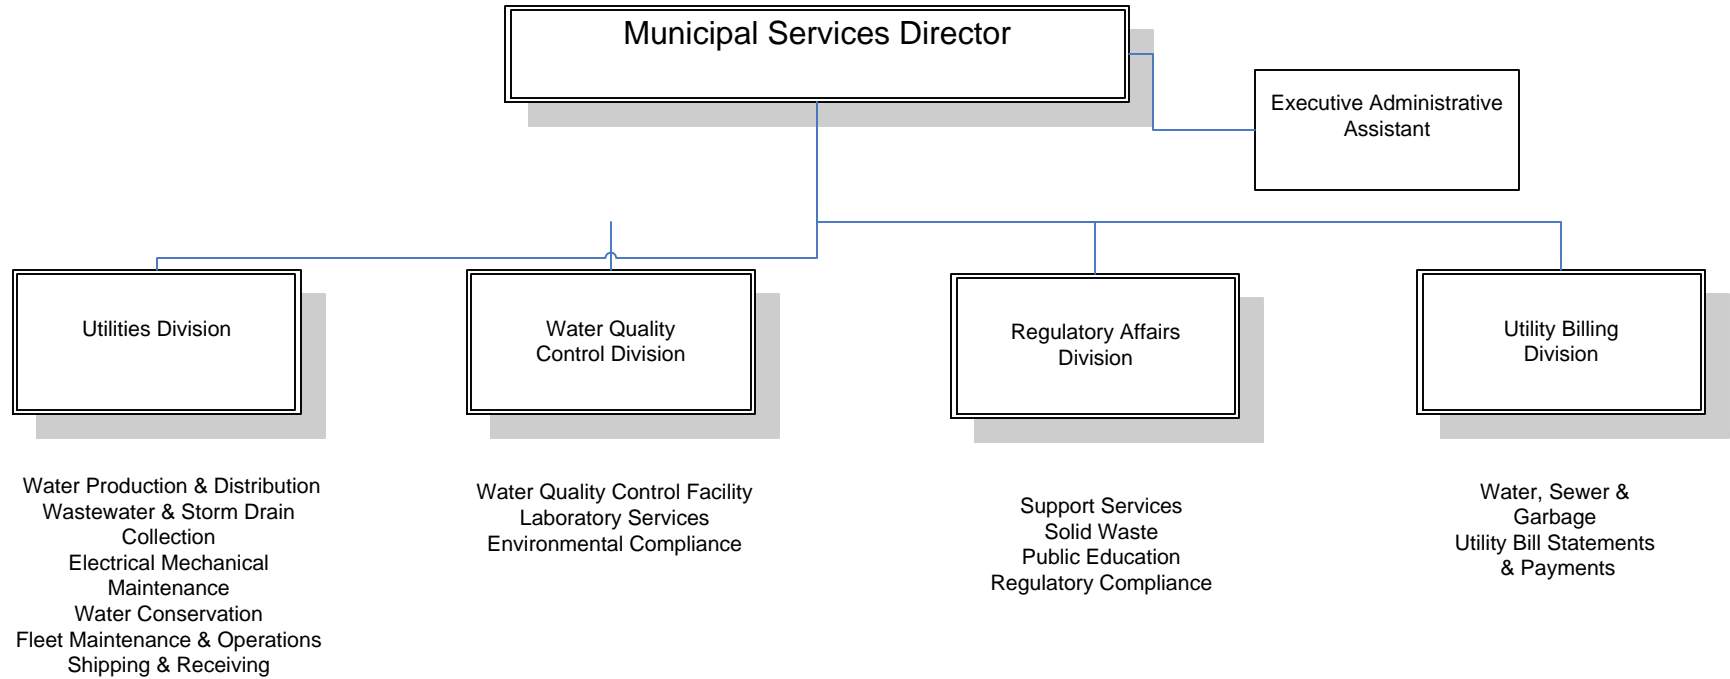 Municipal Services Director
Executive Administrative
Assistant
Utilities Division
Water Quality
Control Division
Regulatory Affairs
Division
Utility Billing
Division
Water Production & Distribution
Wastewater & Storm Drain
Collection
Electrical Mechanical
Maintenance
Water Conservation
Fleet Maintenance & Operations
Shipping & Receiving
Water Quality Control Facility
Laboratory Services
Environmental Compliance
Support Services
Solid Waste
Public Education
Regulatory Compliance
Water, Sewer &
Garbage
Utility Bill Statements
& Payments